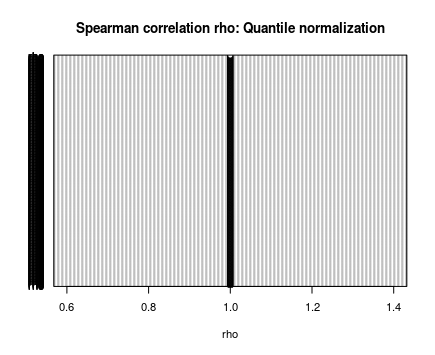 Spearman correlation rho: Quantile normalization
0.6 0.8 1.0 1.2 1.4
rho